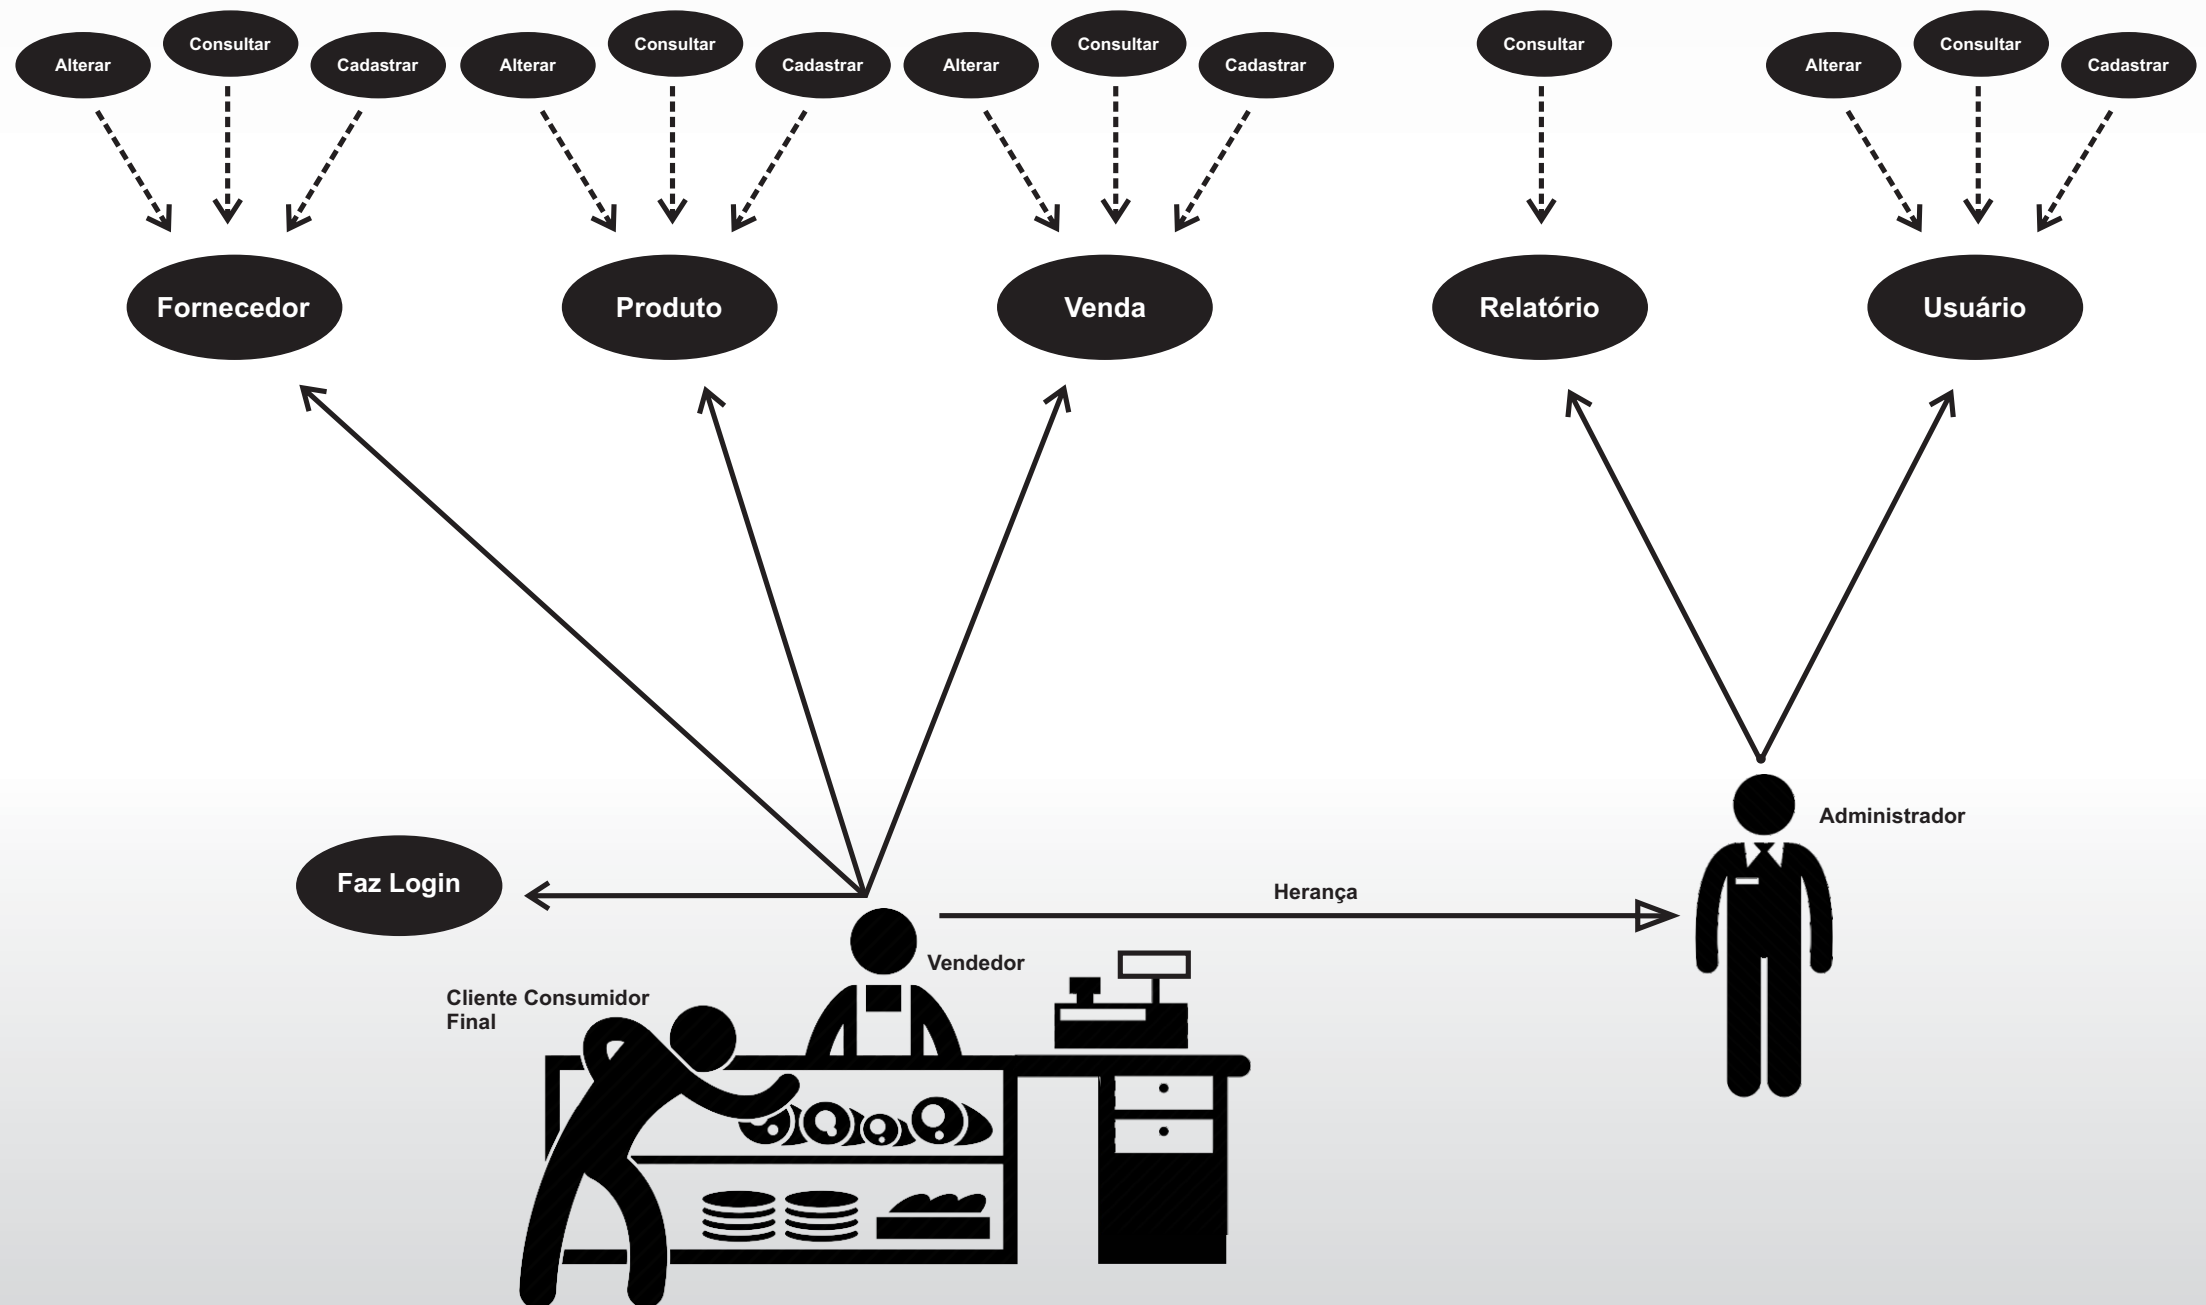 Alterar
Consultar
Cadastrar
Alterar
Consultar
Cadastrar
Alterar
Consultar
Cadastrar
Consultar
Alterar
Consultar
Cadastrar
Fornecedor
Produto
Venda
Relatório
Usuário
Administrador
Faz Login
Herança
Vendedor
Cliente Consumidor
Final